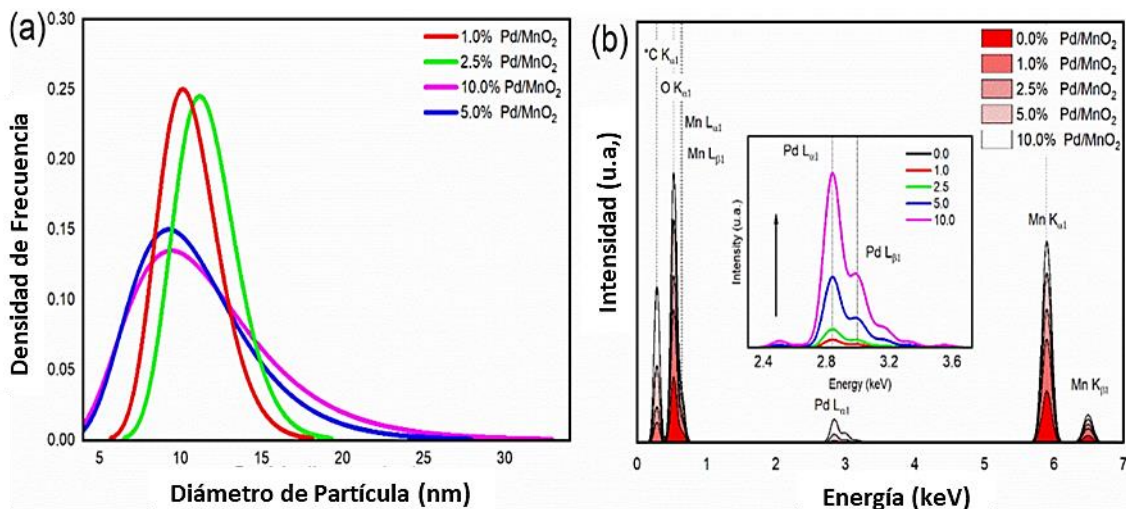 (a)
0.30
0.25
0.20
0.15
0.10
0.05
0.00
Densidad de Frecuencia
1.0% Pd/MnO₂
2.5% Pd/MnO₂
10.0% Pd/MnO₂
5.0% Pd/MnO₂
5 10 15 20 25 30
Diámetro de Partícula (nm)
(b)
Intensidad (u.a,
*C Kα1
O Kα1
Mn Lα1
Mn Lβ1
0.0% Pd/MnO₂
1.0% Pd/MnO₂
2.5% Pd/MnO₂
5.0% Pd/MnO₂
10.0% Pd/MnO₂
Pd Lα1
0.0
1.0
2.5
5.0
10.0
Pd Lβ1
Intensity (u.a.)
2.4 2.8 3.2 3.6
Energy (keV)
Pd Lα1
Mn Kα1
Mn Kβ1
0 1 2 3 4 5 6 7
Energía (keV)